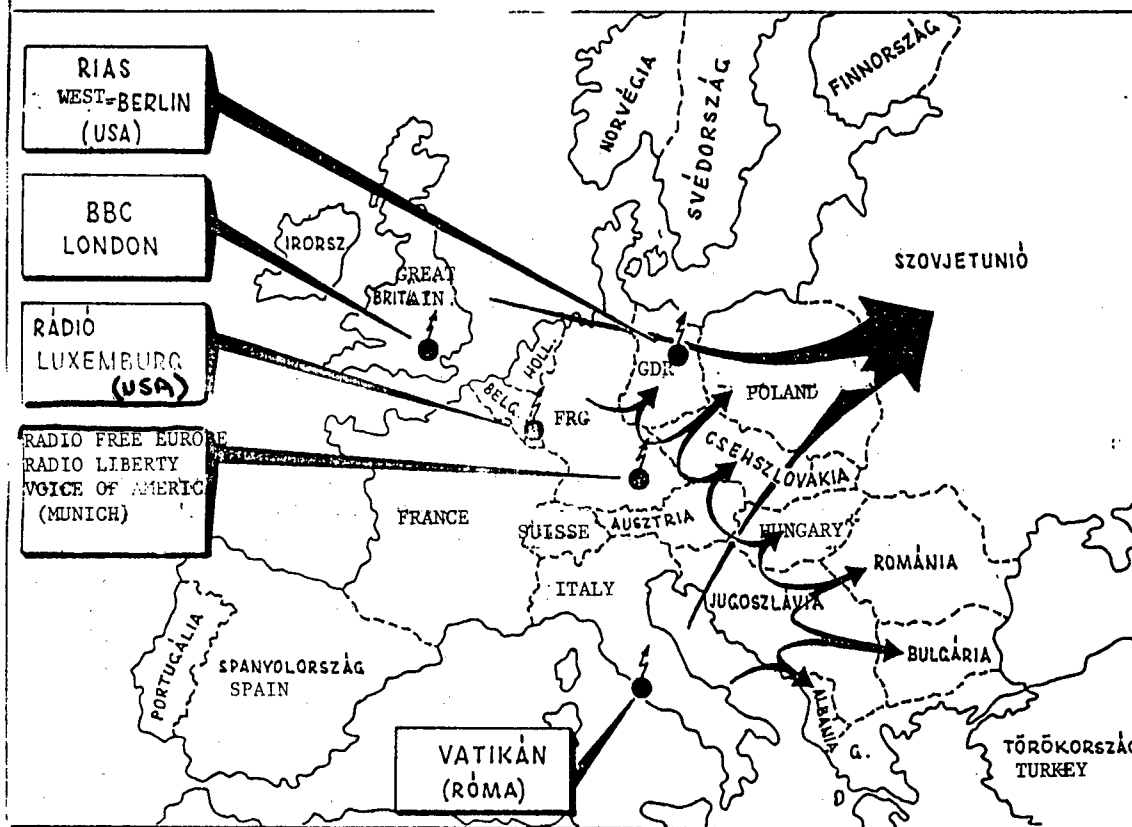 RIAS
WEST=BERLIN
(USA)
BBC
LONDON
RÁDIÓ
LUXEMBURG
(USA)
RADIO FREE EUROPE
RADIO LIBERTY
VOICE OF AMERIC
(MUNICH)
VATIKÁN
(RÓMA)
NORVÉGIA
SVÉDORSZÁG
FINNORSZÁG
SZOVJETUNIÓ
IRORSZ
GREAT
BRITAIN
HOLL.
BELG.
GDR
FRG
POLAND
CSEHSZLOVÁKIA
FRANCE
SUISSE
AUSZTRIA
HUNGARY
ROMÁNIA
ITALY
JUGOSZLÁVIA
BULGÁRIA
PORTUGÁLIA
SPANYOLORSZÁG
SPAIN
ALBÁNIA
G.
TÖRÖKORSZÁG
TURKEY